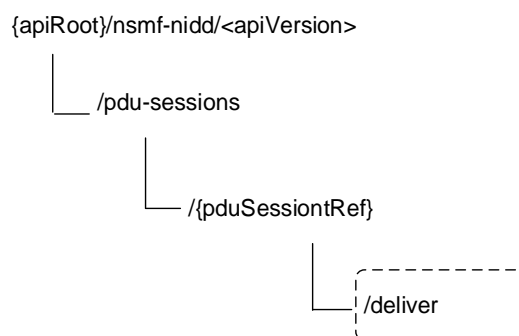 {apiRoot}/nsmf-nidd/<apiVersion>
/pdu-sessions
/{pduSessiontRef}
/deliver